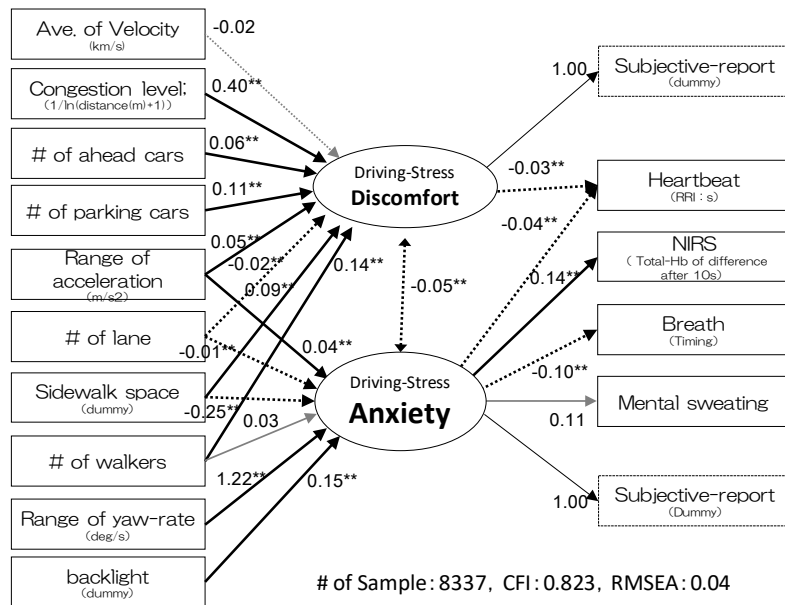 Ave. of Velocity
(km/s)
-0.02
Congestion level;
(1/ln(distance(m)+1))
0.40**
# of ahead cars
0.06**
# of parking cars
0.11**
Range of
acceleration
(m/s2)
0.05**
-0.02**
0.09**
0.14**
# of lane
-0.01**
0.04**
Sidewalk space
(dummy)
-0.25**
# of walkers
0.03
Range of yaw-rate
(deg/s)
1.22**
backlight
(dummy)
0.15**
Driving-Stress
Discomfort
-0.05**
Driving-Stress
Anxiety
1.00
Subjective-report
(dummy)
-0.03**
Heartbeat
(RRI : s)
-0.04**
NIRS
( Total-Hb of difference
after 10s)
0.14**
Breath
(Timing)
-0.10**
Mental sweating
0.11
Subjective-report
(Dummy)
1.00
# of Sample : 8337, CFI : 0.823, RMSEA : 0.04